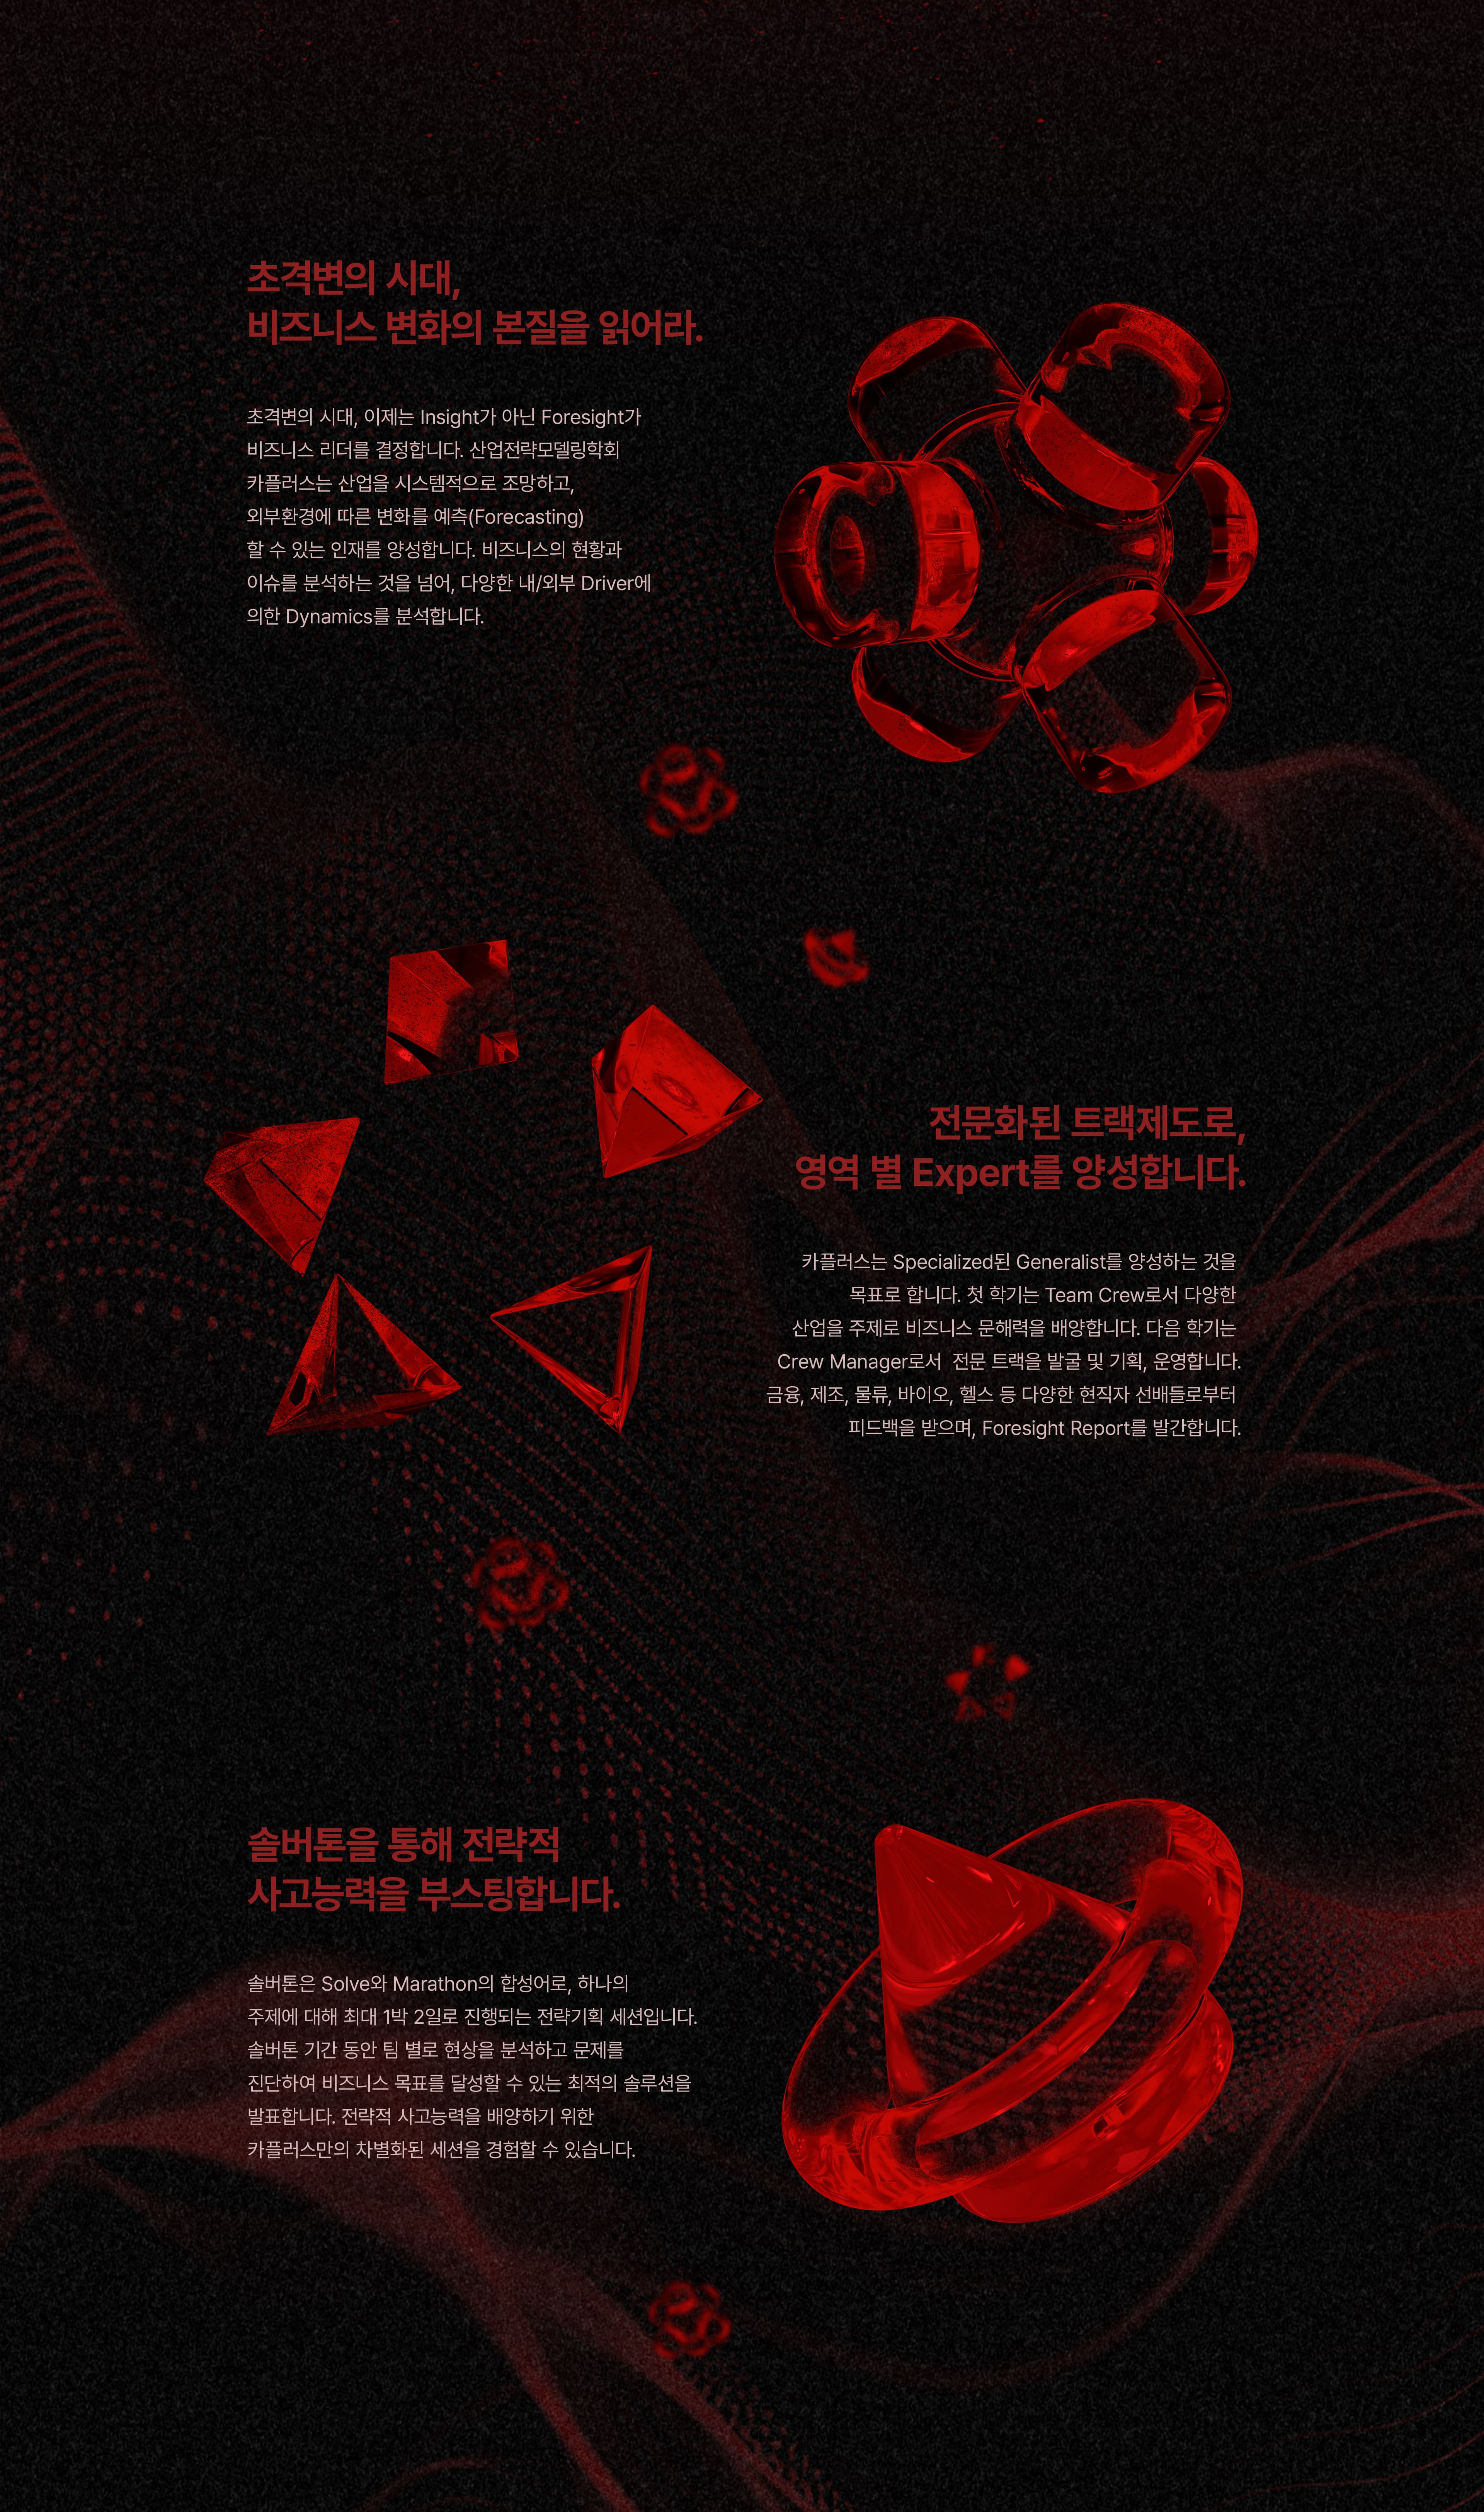 초격변의 시대,
비즈니스 변화의 본질을 읽어라.
초격변의 시대, 이제는 Insight가 아닌 Foresight가
비즈니스 리더를 결정합니다. 산업전략모델링학회
카플러스는 산업을 시스템적으로 조망하고,
외부환경에 따른 변화를 예측(Forecasting)
할 수 있는 인재를 양성합니다. 비즈니스의 현황과
이슈를 분석하는 것을 넘어, 다양한 내/외부 Driver에
의한 Dynamics를 분석합니다.
전문화된 트랙제도로,
영역 별 Expert를 양성합니다.
카플러스는 Specialized된 Generalist를 양성하는 것을
목표로 합니다. 첫 학기는 Team Crew로서 다양한
산업을 주제로 비즈니스 문해력을 배양합니다. 다음 학기는
Crew Manager로서  전문 트랙을 발굴 및 기획, 운영합니다.
금융, 제조, 물류, 바이오, 헬스 등 다양한 현직자 선배들로부터
피드백을 받으며, Foresight Report를 발간합니다.
솔버톤을 통해 전략적
사고능력을 부스팅합니다.
솔버톤은 Solve와 Marathon의 합성어로, 하나의
주제에 대해 최대 1박 2일로 진행되는 전략기획 세션입니다.
솔버톤 기간 동안 팀 별로 현상을 분석하고 문제를
진단하여 비즈니스 목표를 달성할 수 있는 최적의 솔루션을
발표합니다. 전략적 사고능력을 배양하기 위한
카플러스만의 차별화된 세션을 경험할 수 있습니다.